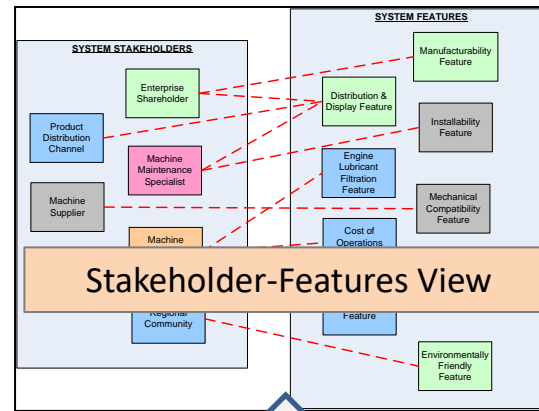 SYSTEM FEATURES
SYSTEM STAKEHOLDERS
Manufacturability
Feature
Enterprise
Shareholder
Distribution &
Display Feature
Product
Distribution
Channel
Installability
Feature
Machine
Maintenance
Specialist
Engine
Lubricant
Filtration
Feature
Machine
Supplier
Mechanical
Compatibility
Feature
Machine
Cost of
Operations
Stakeholder-Features View
Regional
Community
Feature
Environmentally
Friendly
Feature